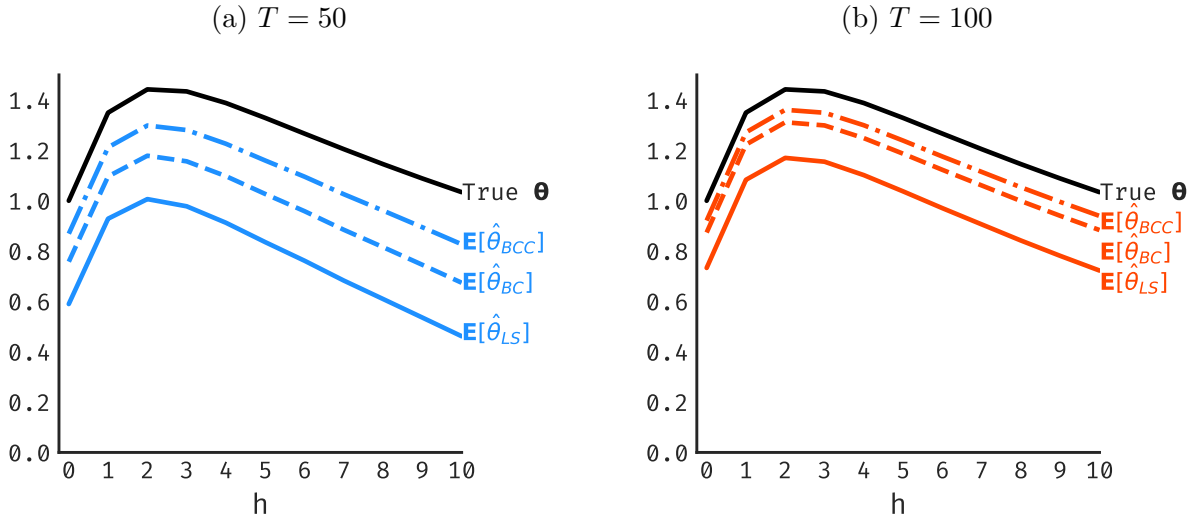 (a) T = 50
1.4
1.2
1.0
0.8
0.6
0.4
0.2
0.0
0 1 2 3 4 5 6 7 8 9 10
h
True θ
E[θ̂_BCC]
E[θ̂_BC]
E[θ̂_LS]
(b) T = 100
1.4
1.2
1.0
0.8
0.6
0.4
0.2
0.0
0 1 2 3 4 5 6 7 8 9 10
h
True θ
E[θ̂_BCC]
E[θ̂_BC]
E[θ̂_LS]